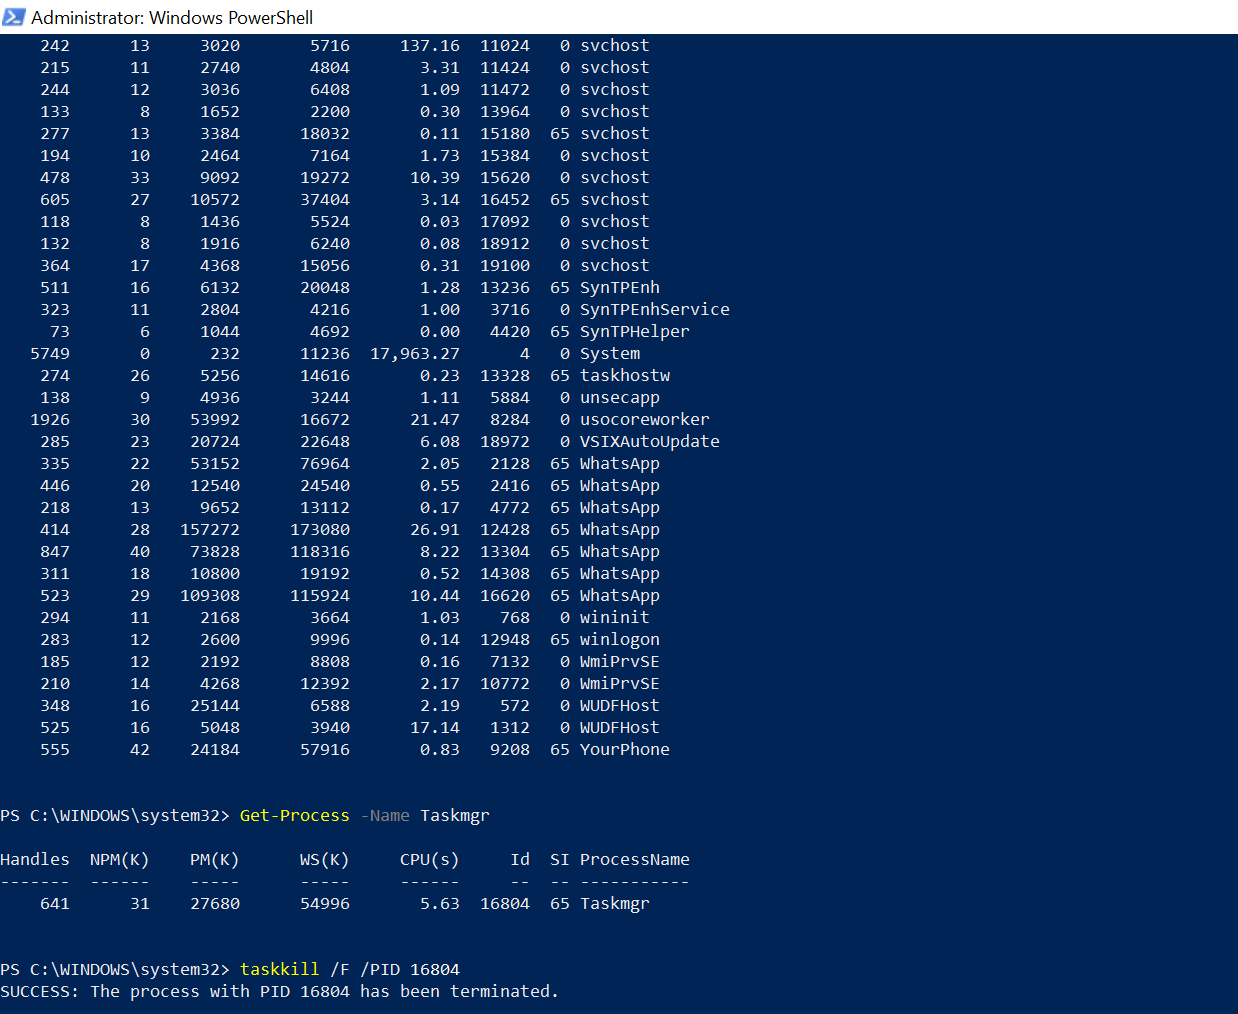 Administrator: Windows PowerShell
242 13 3020 5716 137.16 11024 0 svchost
215 11 2740 4804 3.31 11424 0 svchost
244 12 3036 6408 1.09 11472 0 svchost
133 8 1652 2200 0.30 13964 0 svchost
277 13 3384 18032 0.11 15180 65 svchost
194 10 2464 7164 1.73 15384 0 svchost
478 33 9092 19272 10.39 15620 0 svchost
605 27 10572 37404 3.14 16452 65 svchost
118 8 1436 5524 0.03 17092 0 svchost
132 8 1916 6240 0.08 18912 0 svchost
364 17 4368 15056 0.31 19100 0 svchost
511 16 6132 20048 1.28 13236 65 SynTPEnh
323 11 2804 4216 1.00 3716 0 SynTPEnhService
73 6 1044 4692 0.00 4420 65 SynTPHelper
5749 0 232 11236 17,963.27 4 0 System
274 26 5256 14616 0.23 13328 65 taskhostw
138 9 4936 3244 1.11 5884 0 unsecapp
1926 30 53992 16672 21.47 8284 0 usocoreworker
285 23 20724 22648 6.08 18972 0 VSIXAutoUpdate
335 22 53152 76964 2.05 2128 65 WhatsApp
446 20 12540 24540 0.55 2416 65 WhatsApp
218 13 9652 13112 0.17 4772 65 WhatsApp
414 28 157272 173080 26.91 12428 65 WhatsApp
847 40 73828 118316 8.22 13304 65 WhatsApp
311 18 10800 19192 0.52 14308 65 WhatsApp
523 29 109308 115924 10.44 16620 65 WhatsApp
294 11 2168 3664 1.03 768 0 wininit
283 12 2600 9996 0.14 12948 65 winlogon
185 12 2192 8808 0.16 7132 0 WmiPrvSE
210 14 4268 12392 2.17 10772 0 WmiPrvSE
348 16 25144 6588 2.19 572 0 WUDFHost
525 16 5048 3940 17.14 1312 0 WUDFHost
555 42 24184 57916 0.83 9208 65 YourPhone
PS C:\WINDOWS\system32> Get-Process -Name Taskmgr
Handles NPM(K) PM(K) WS(K) CPU(s) Id SI ProcessName
------- ------ ----- ----- ------ -- -- -----------
641 31 27680 54996 5.63 16804 65 Taskmgr
PS C:\WINDOWS\system32> taskkill /F /PID 16804
SUCCESS: The process with PID 16804 has been terminated.